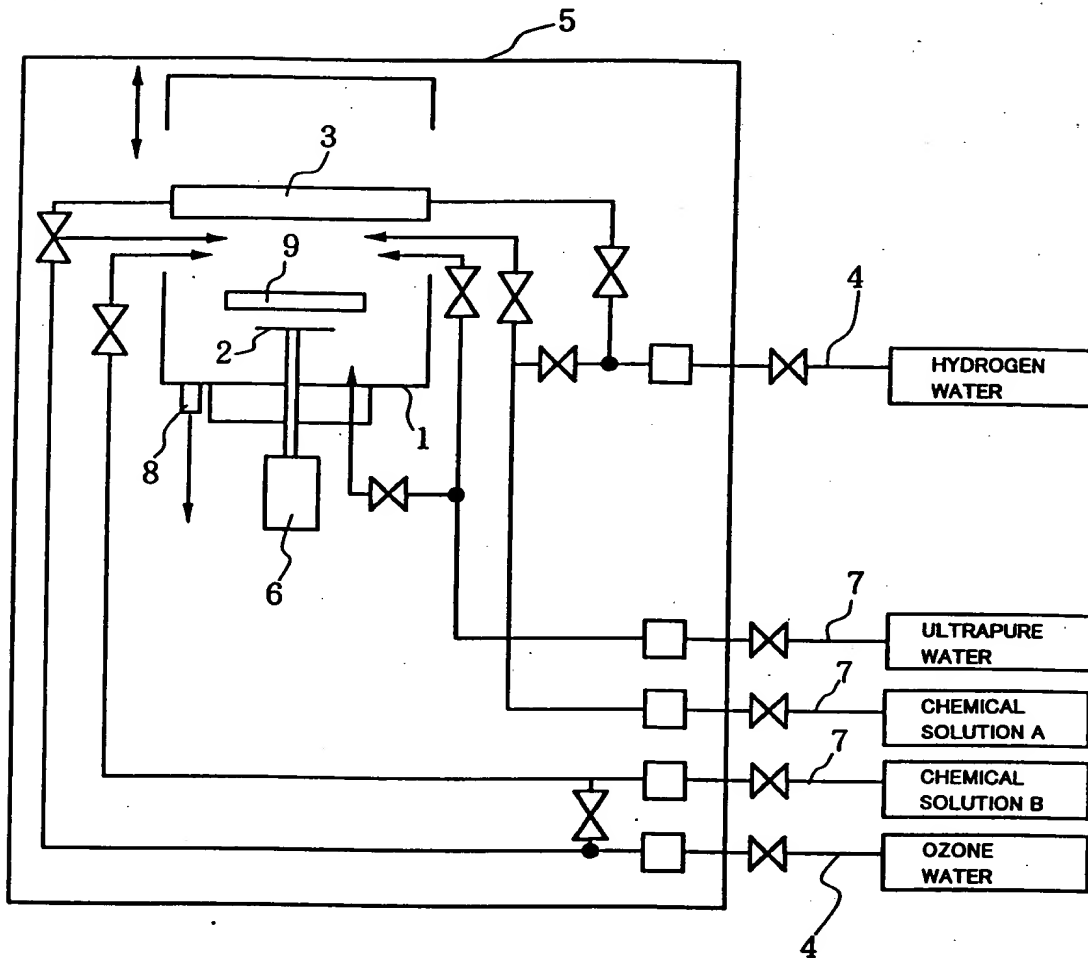 5
3
9
4
2
HYDROGEN
WATER
1
8
6
7
ULTRAPURE
WATER
7
CHEMICAL
SOLUTION A
7
CHEMICAL
SOLUTION B
OZONE
WATER
4